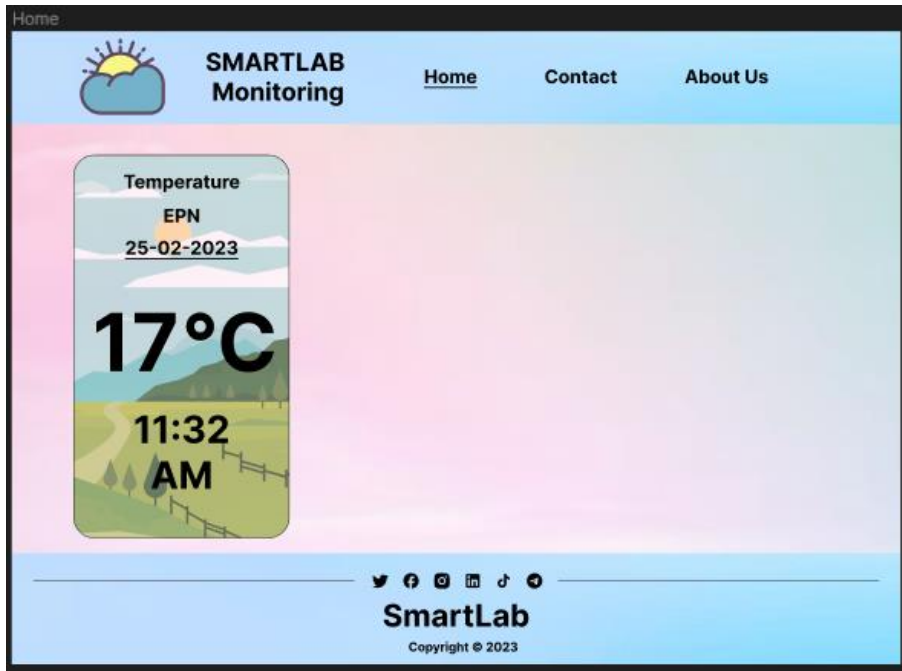 Home
SMARTLAB
Monitoring
Home
Contact
About Us
Temperature
EPN
25-02-2023
17°C
11:32
AM
SmartLab
Copyright © 2023